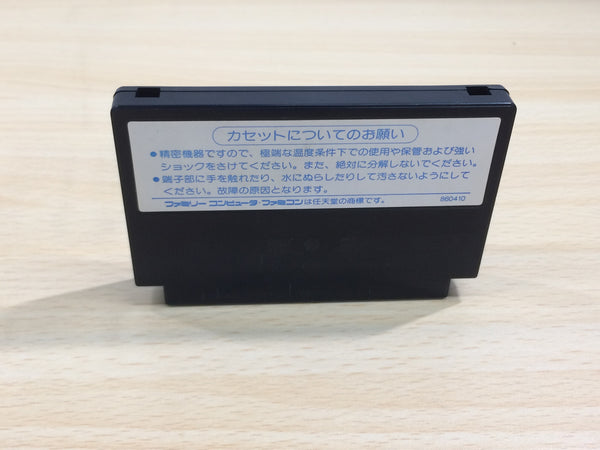 カセットについてのお願い
●精密機器ですので、極端な温度条件下での使用や保管および強い
ショックをさけてください。また、絶対に分解しないでください。
●端子部に手を触れたり、水にぬらしたりして汚さないようにして
ください。故障の原因となります。
ファミリーコンピュータ・ファミコンは任天堂の商標です。 860410